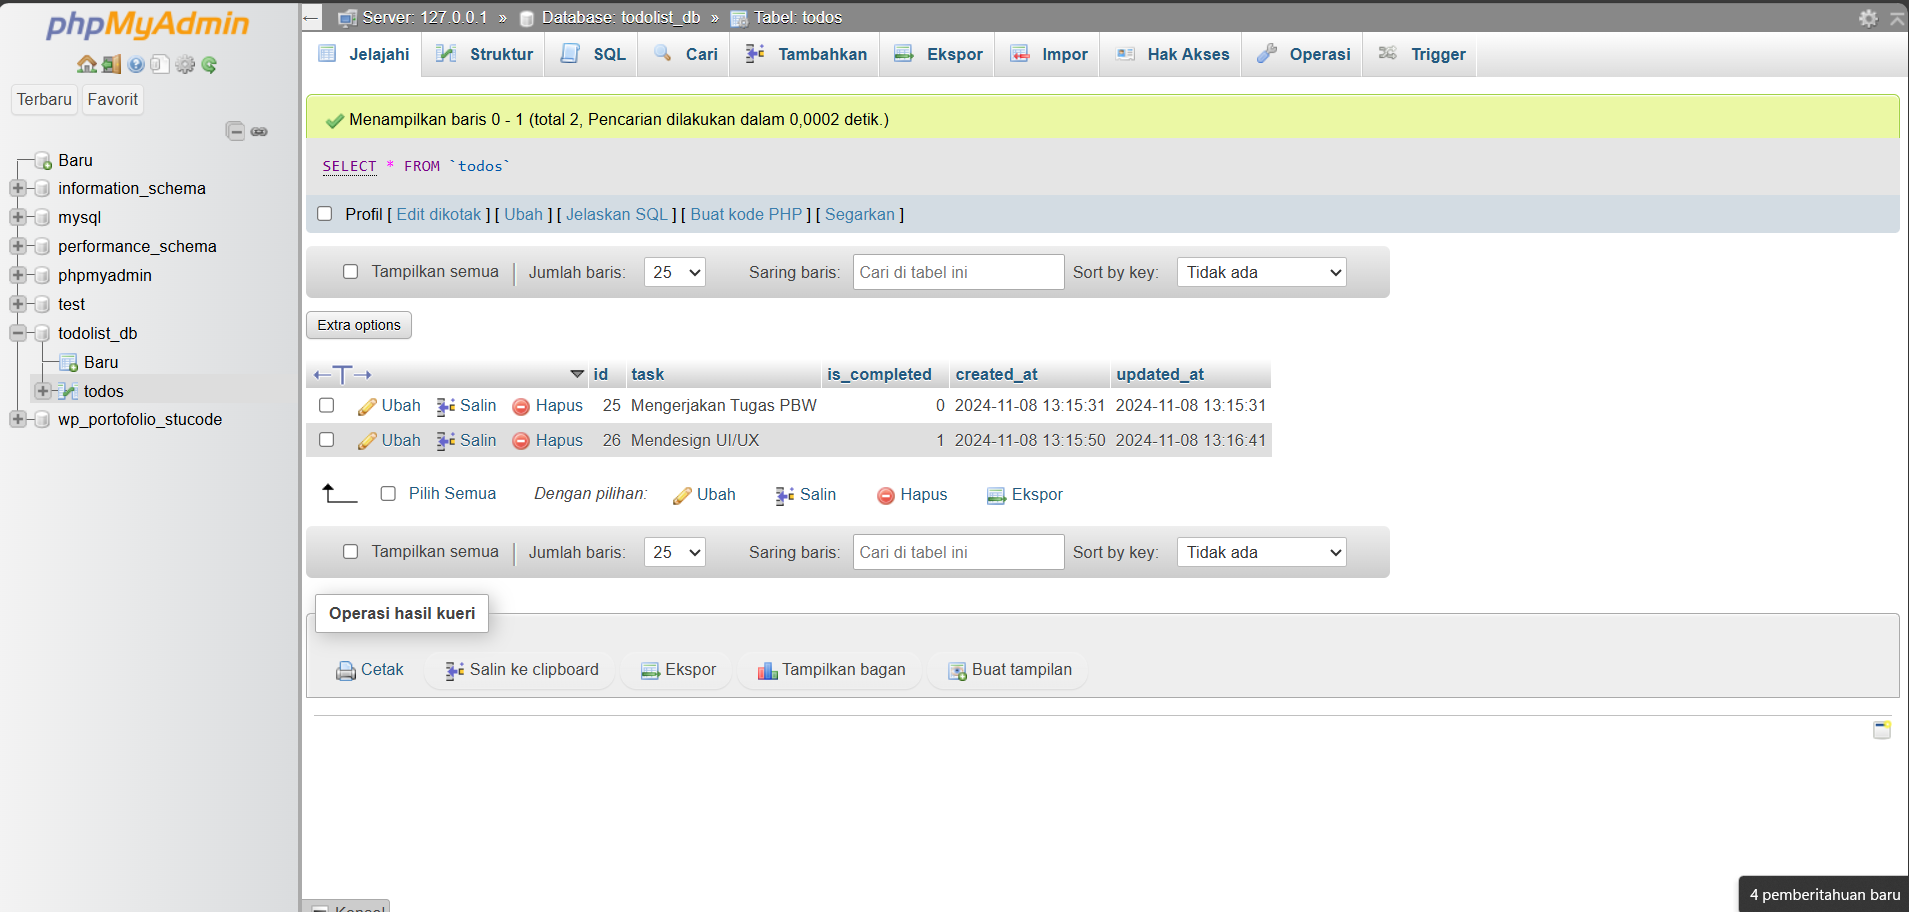 phpMyAdmin
Terbaru Favorit
Baru
information_schema
mysql
performance_schema
phpmyadmin
test
todolist_db
Baru
todos
wp_portofolio_stucode
Server: 127.0.0.1 » Database: todolist_db » Tabel: todos
Jelajahi Struktur SQL Cari Tambahkan Ekspor Impor Hak Akses Operasi Trigger
Menampilkan baris 0 - 1 (total 2, Pencarian dilakukan dalam 0,0002 detik.)
SELECT * FROM `todos`
Profil [ Edit dikotak ] [ Ubah ] [ Jelaskan SQL ] [ Buat kode PHP ] [ Segarkan ]
Tampilkan semua Jumlah baris: 25 Saring baris: Cari di tabel ini Sort by key: Tidak ada
Extra options
id task is_completed created_at updated_at
Ubah Salin Hapus 25 Mengerjakan Tugas PBW 0 2024-11-08 13:15:31 2024-11-08 13:15:31
Ubah Salin Hapus 26 Mendesign UI/UX 1 2024-11-08 13:15:50 2024-11-08 13:16:41
Pilih Semua Dengan pilihan: Ubah Salin Hapus Ekspor
Tampilkan semua Jumlah baris: 25 Saring baris: Cari di tabel ini Sort by key: Tidak ada
Operasi hasil kueri
Cetak Salin ke clipboard Ekspor Tampilkan bagan Buat tampilan
4 pemberitahuan baru
Konsol